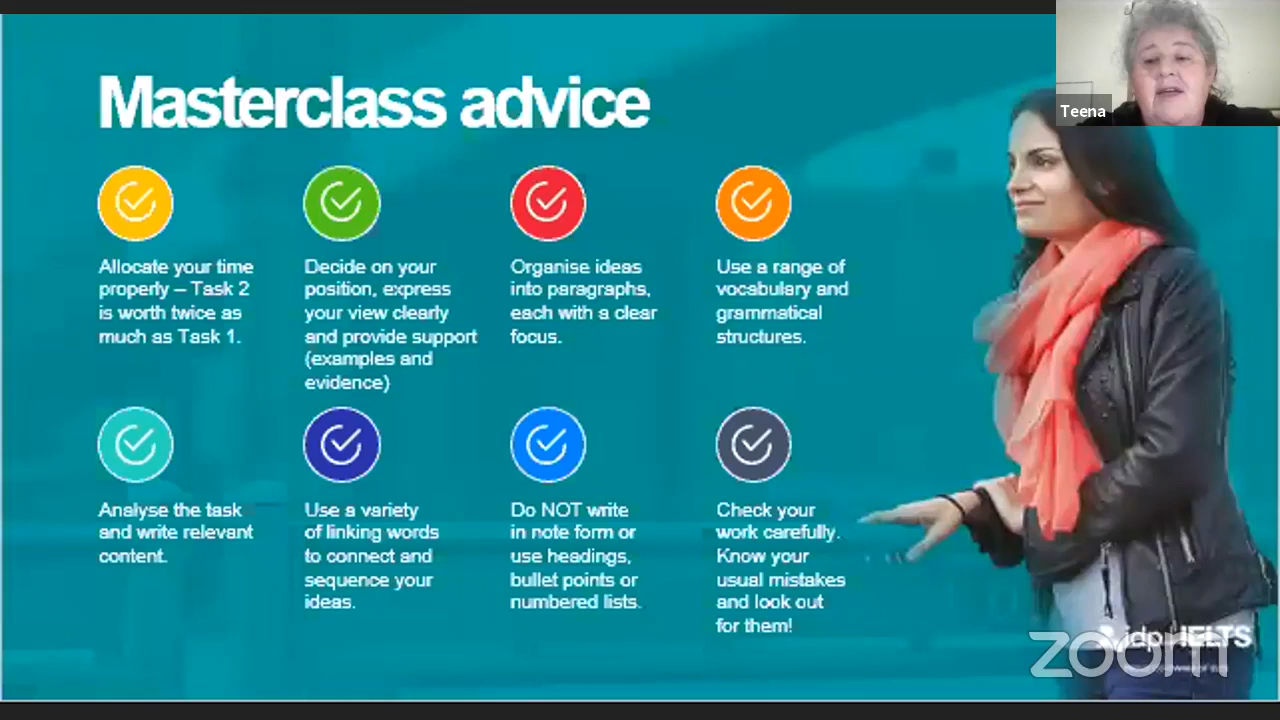 Masterclass advice
Allocate your time
properly – Task 2
is worth twice as
much as Task 1.
Decide on your
position, express
your view clearly
and provide support
(examples and
evidence)
Organise ideas
into paragraphs,
each with a clear
focus.
Use a range of
vocabulary and
grammatical
structures.
Analyse the task
and write relevant
content.
Use a variety
of linking words
to connect and
sequence your
ideas.
Do NOT write
in note form or
use headings,
bullet points or
numbered lists.
Check your
work carefully.
Know your
usual mistakes
and look out
for them!
Teena
idp IELTS
zoom